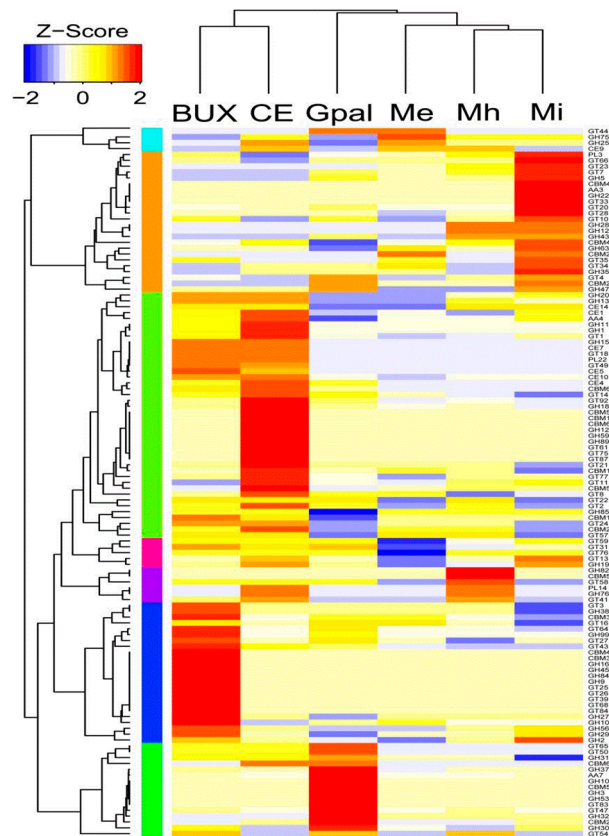 Z-Score
−2 0 2
BUX CE Gpal Me Mh Mi
GT44
GH75
GH25
CE9
PL3
GT66
GT23
GT7
GH5
CBM4
AA3
GH22
GT33
GT20
GT28
GT10
GH28
GH12
GH43
CBM4
GH63
CBM2
GT35
GT34
GH35
GT4
CBM2
GH47
GH20
GH13
CE14
CE1
AA4
GH11
GH1
GT1
GH15
CE7
GT18
PL22
GT49
CE5
CE10
CE4
CBM6
GT14
GT92
GH18
CBM5
CBM1
CBM6
GH12
GH59
GH89
GT61
GT75
GT87
GT21
CBM1
GT77
GT11
CBM5
GT8
GT22
GT2
GH85
CBM1
GT24
CBM2
GT57
GT59
GT31
GT76
GT13
GH19
GH82
CBM5
GT58
PL14
GH76
GT41
GT3
GH38
CBM3
GT16
GT64
GH99
GT27
GT43
CBM4
CBM3
GH16
GH45
GH84
GH9
GT25
GT26
GT39
GT68
GT84
GH27
GH10
GH56
GH29
GH2
GT65
GT50
GH31
CBM6
GH37
AA7
GH10
CBM5
GH3
GH53
GT83
GT47
GH32
CBM2
GH30
GT54